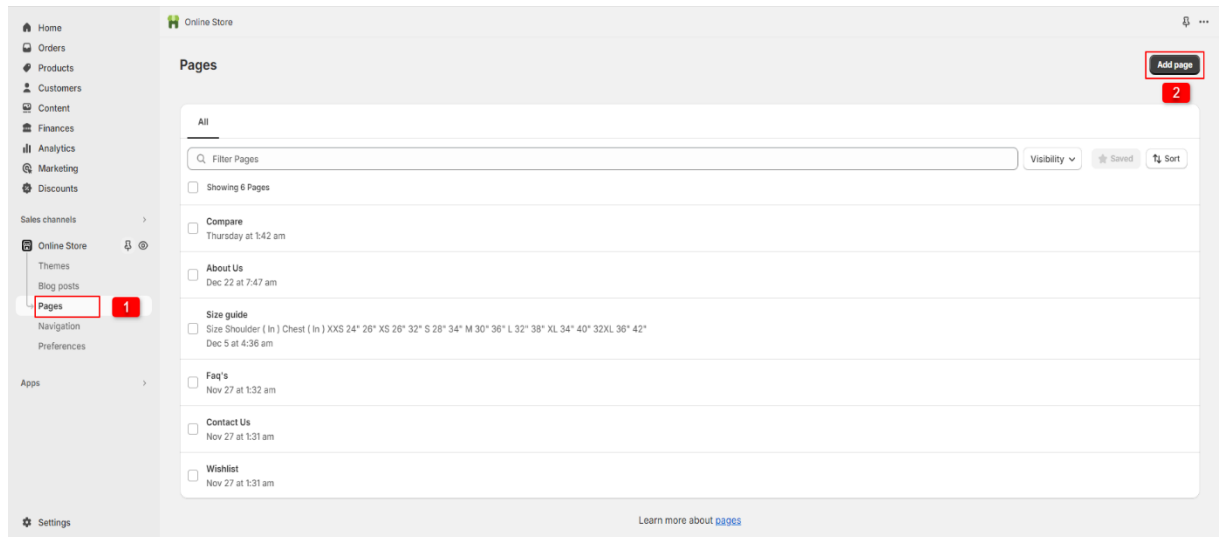 Home
Orders
Products
Customers
Content
Finances
Analytics
Marketing
Discounts
Sales channels
Online Store
Themes
Blog posts
Pages
1
Navigation
Preferences
Apps
Settings
Online Store
Pages
Add page
2
All
Filter Pages
Visibility
Saved
Sort
Showing 6 Pages
Compare
Thursday at 1:42 am
About Us
Dec 22 at 7:47 am
Size guide
Size Shoulder ( In ) Chest ( In ) XXS 24" 26" XS 26" 32" S 28" 34" M 30" 36" L 32" 38" XL 34" 40" 32XL 36" 42"
Dec 5 at 4:36 am
Faq's
Nov 27 at 1:32 am
Contact Us
Nov 27 at 1:31 am
Wishlist
Nov 27 at 1:31 am
Learn more about pages